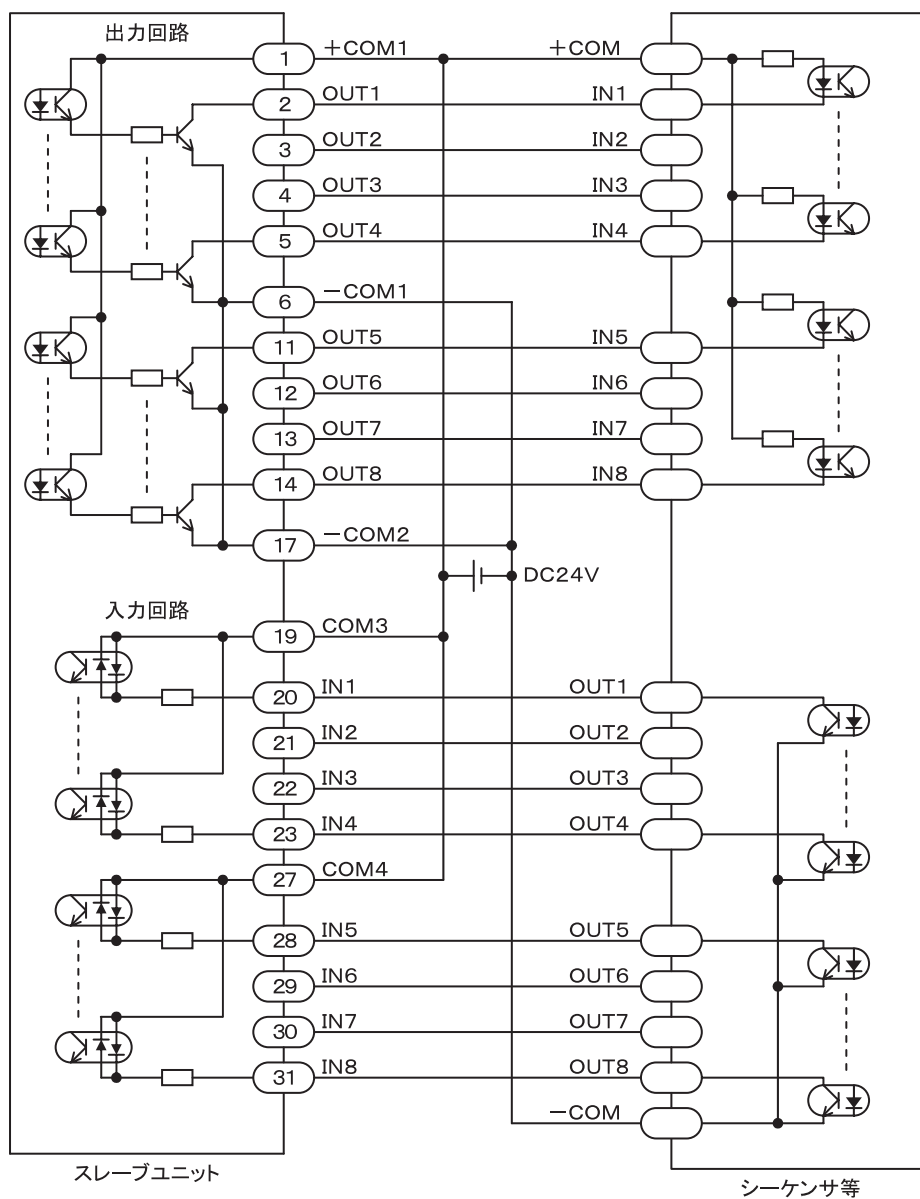 出力回路
1 +COM1 +COM
2 OUT1 IN1
3 OUT2 IN2
4 OUT3 IN3
5 OUT4 IN4
6 -COM1
11 OUT5 IN5
12 OUT6 IN6
13 OUT7 IN7
14 OUT8 IN8
17 -COM2
DC24V
入力回路
19 COM3
20 IN1 OUT1
21 IN2 OUT2
22 IN3 OUT3
23 IN4 OUT4
27 COM4
28 IN5 OUT5
29 IN6 OUT6
30 IN7 OUT7
31 IN8 OUT8
-COM
スレーブユニット
シーケンサ等